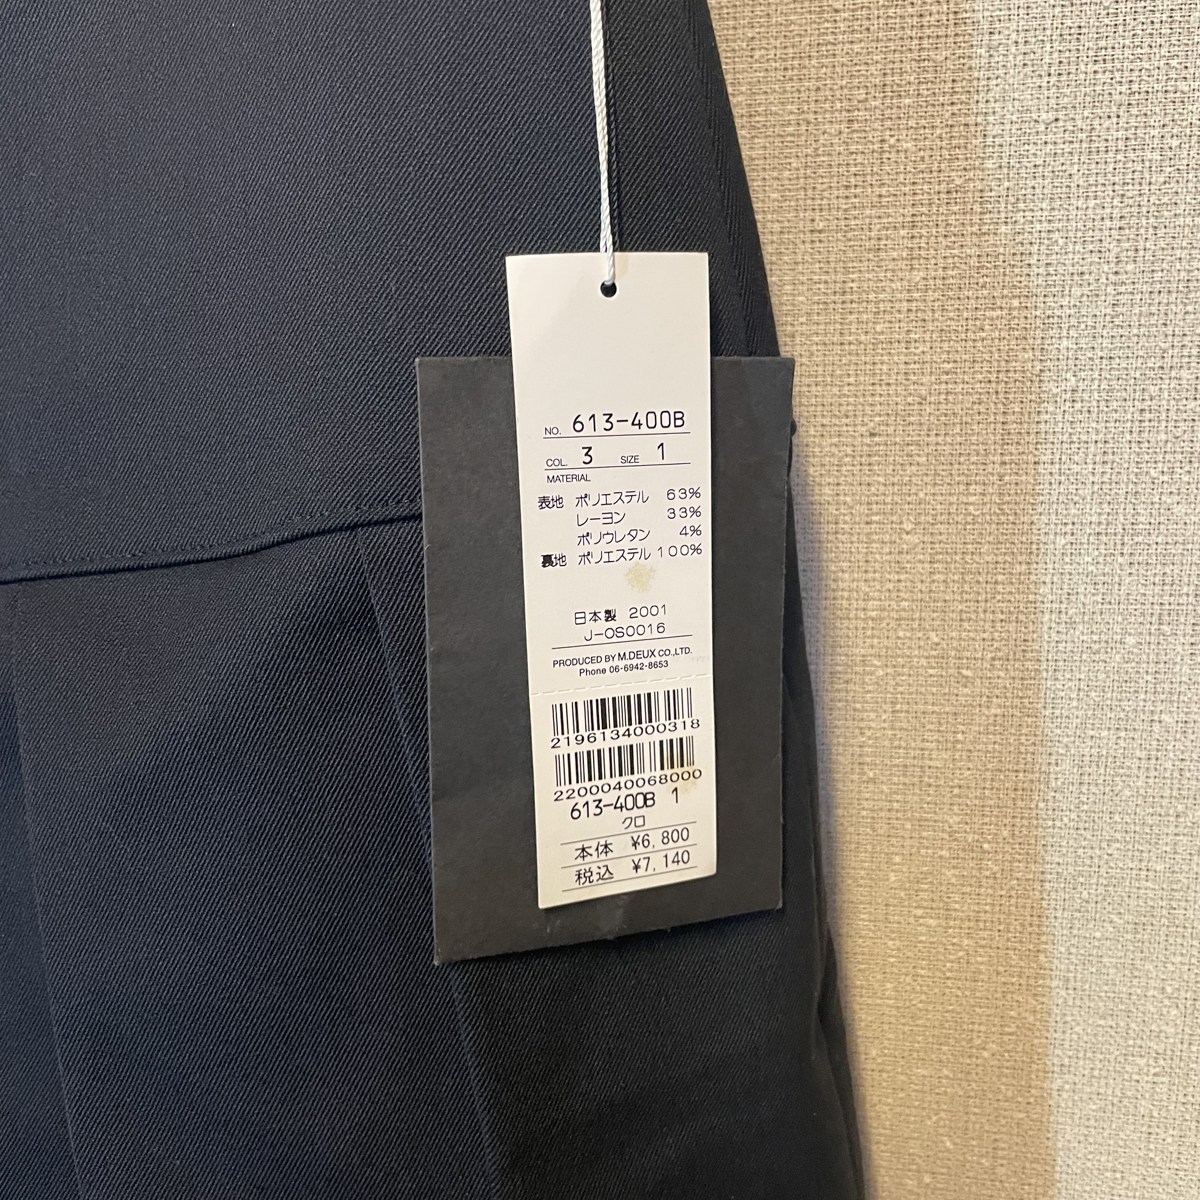 NO. 613-400B
COL. 3 SIZE 1
MATERIAL
表地 ポリエステル 63%
レーヨン 33%
ポリウレタン 4%
裏地 ポリエステル 100%
日本製 2001
J-OS0016
PRODUCED BY M.DEUX CO.,LTD.
Phone 06-6942-8653
2196134000318
2200040068000
613-400B 1
クロ
本体 ¥6,800
税込 ¥7,140